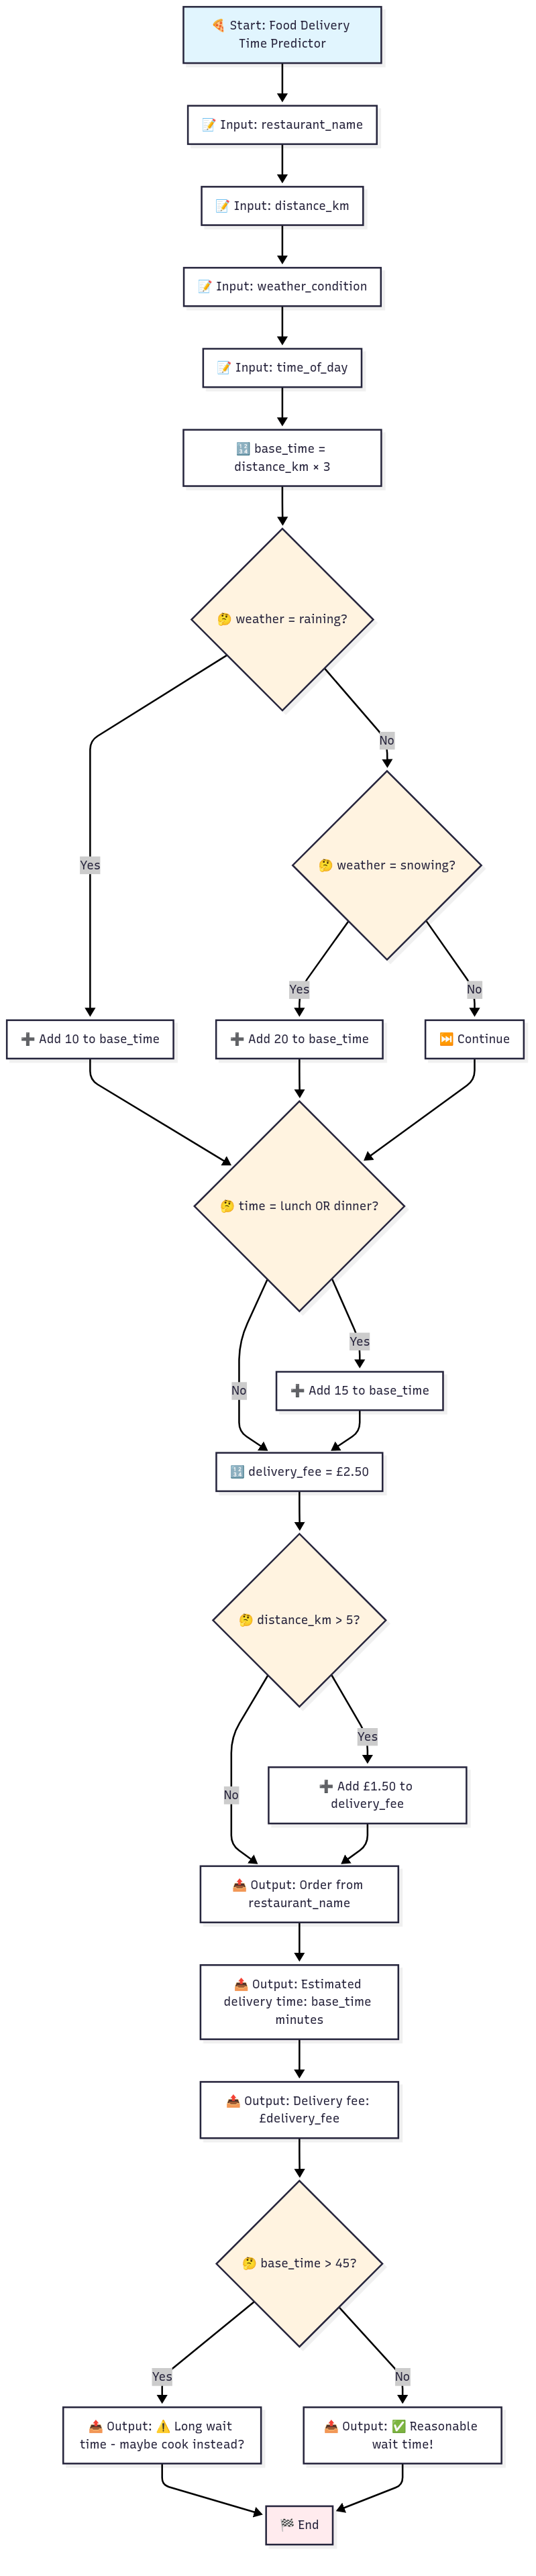 🍕 Start: Food Delivery
Time Predictor
📝 Input: restaurant_name
📝 Input: distance_km
📝 Input: weather_condition
📝 Input: time_of_day
🔢 base_time =
distance_km × 3
🤔 weather = raining?
No
Yes
🤔 weather = snowing?
Yes
No
➕ Add 10 to base_time
➕ Add 20 to base_time
⏭️ Continue
🤔 time = lunch OR dinner?
Yes
No
➕ Add 15 to base_time
🔢 delivery_fee = £2.50
🤔 distance_km > 5?
Yes
No
➕ Add £1.50 to
delivery_fee
📤 Output: Order from
restaurant_name
📤 Output: Estimated
delivery time: base_time
minutes
📤 Output: Delivery fee:
£delivery_fee
🤔 base_time > 45?
Yes
No
📤 Output: ⚠️ Long wait
time - maybe cook instead?
📤 Output: ✅ Reasonable
wait time!
🏁 End